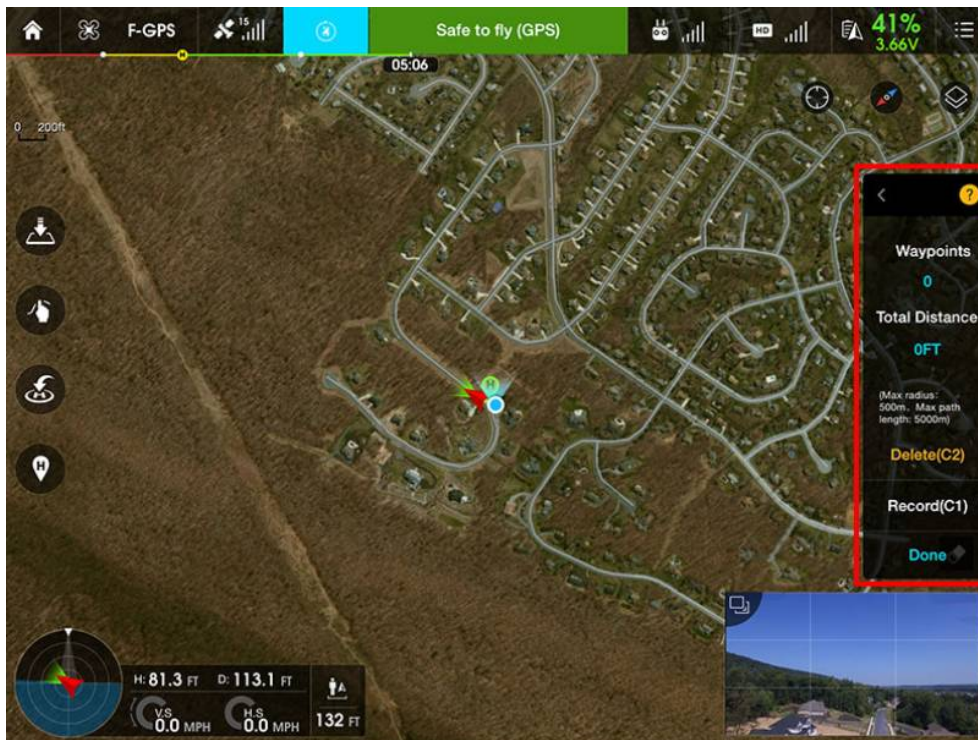 F-GPS
15
Safe to fly (GPS)
HD
41%
3.66V
H
05:06
0 200ft
?
Waypoints
0
Total Distance
0FT
(Max radius:
500m, Max path
length: 5000m)
Delete(C2)
Record(C1)
Done
H
H
H: 81.3 FT D: 113.1 FT
V.S
0.0 MPH
H.S
0.0 MPH
132 FT